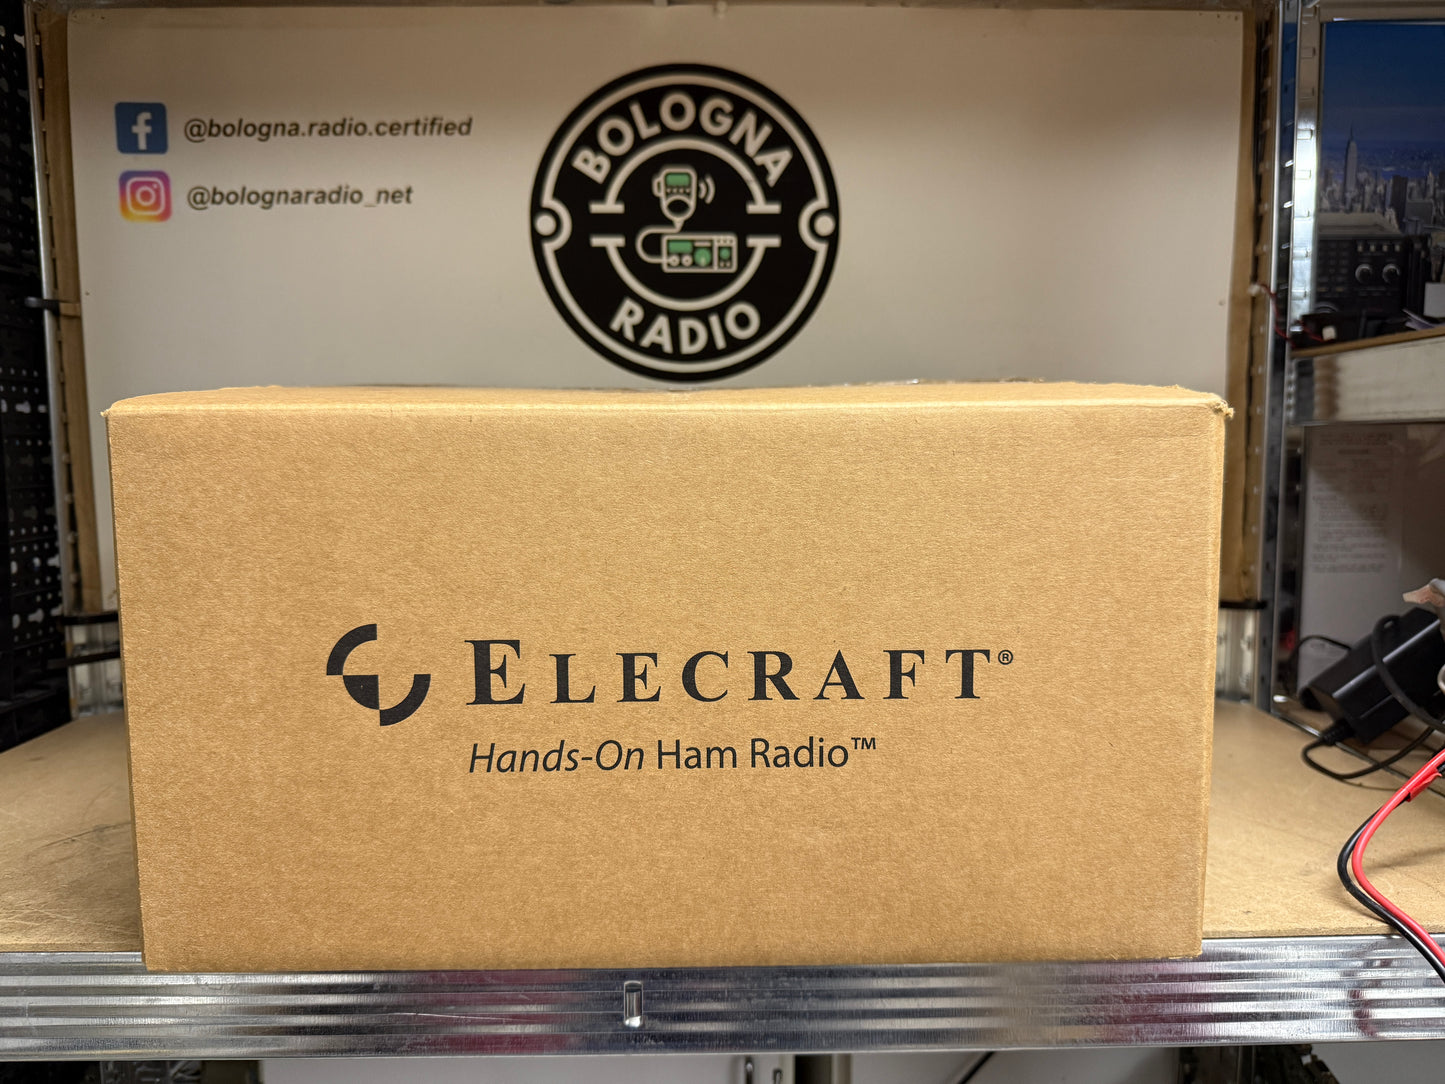 @bologna.radio.certified
@bolognaradio_net
BOLOGNA
RADIO
ELECRAFT®
Hands-On Ham Radio™